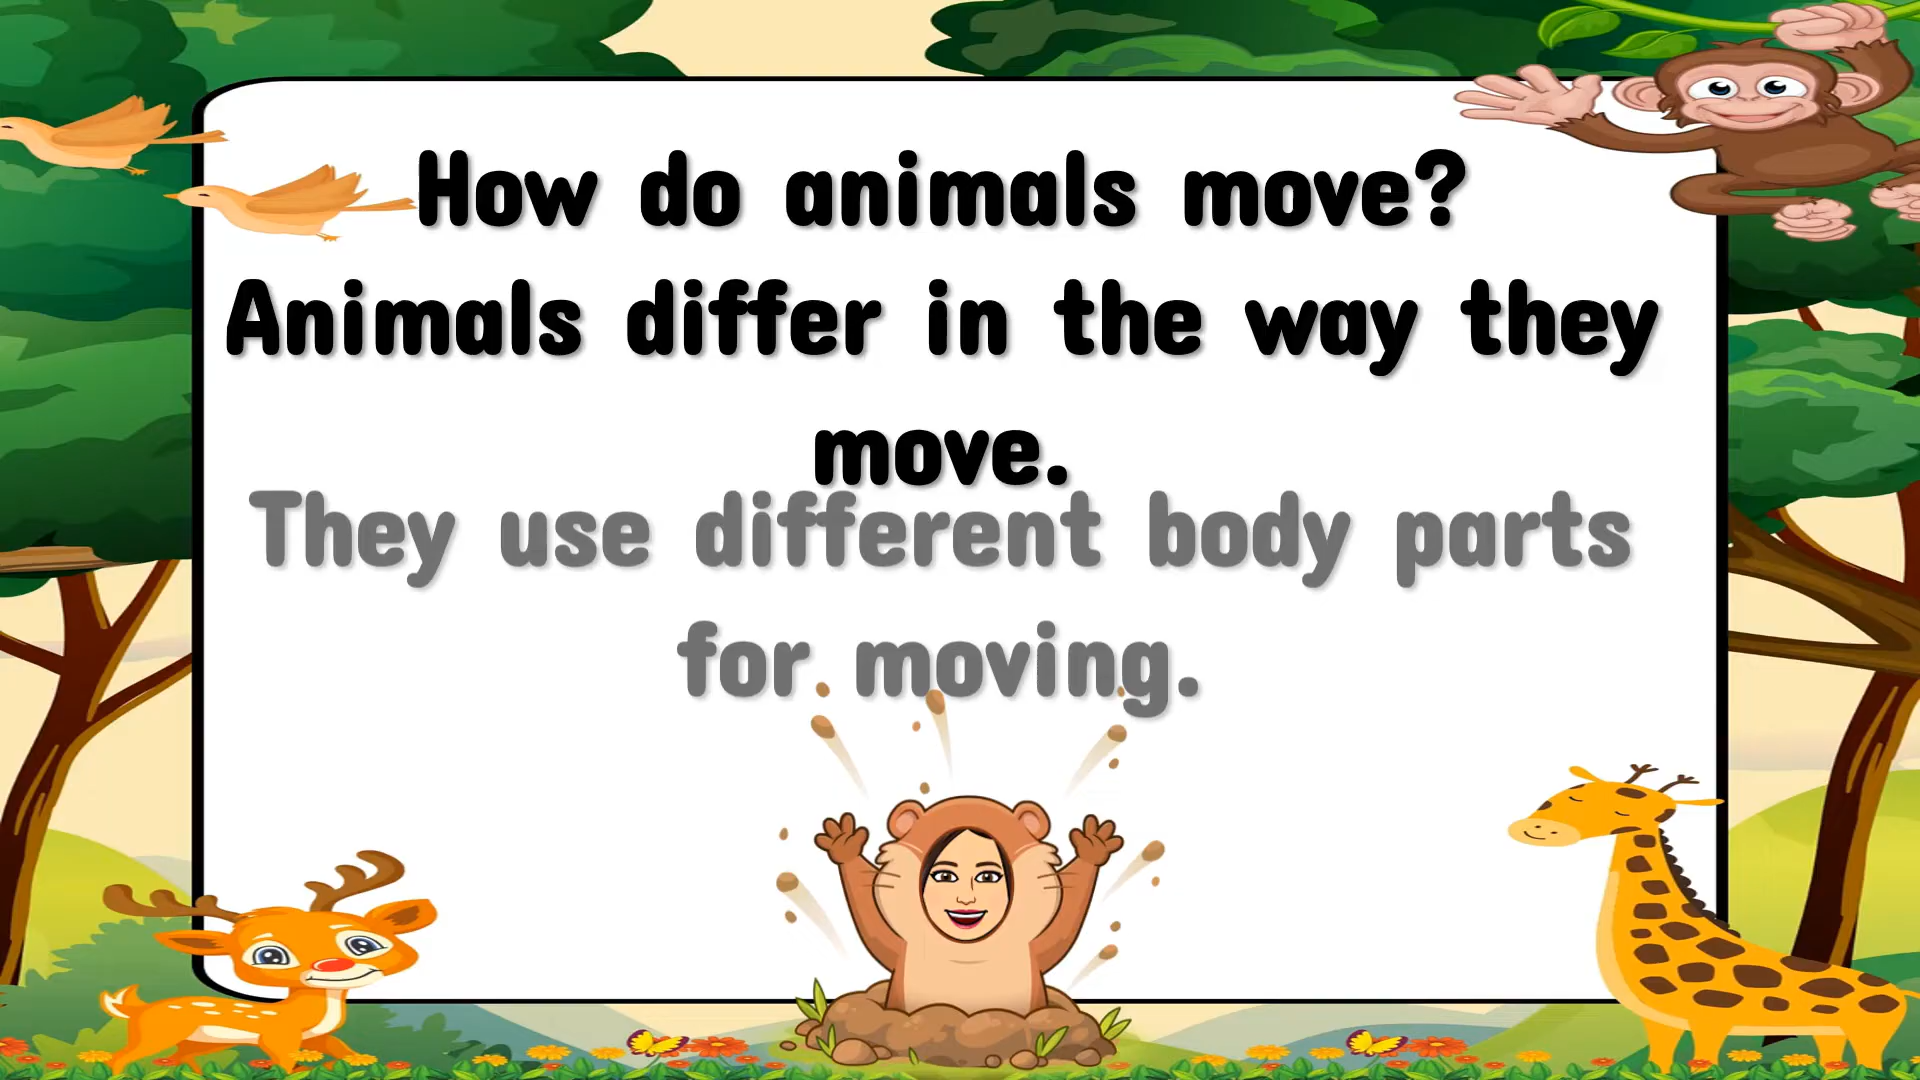 How do animals move?
Animals differ in the way they
move.
They use different body parts
for moving.